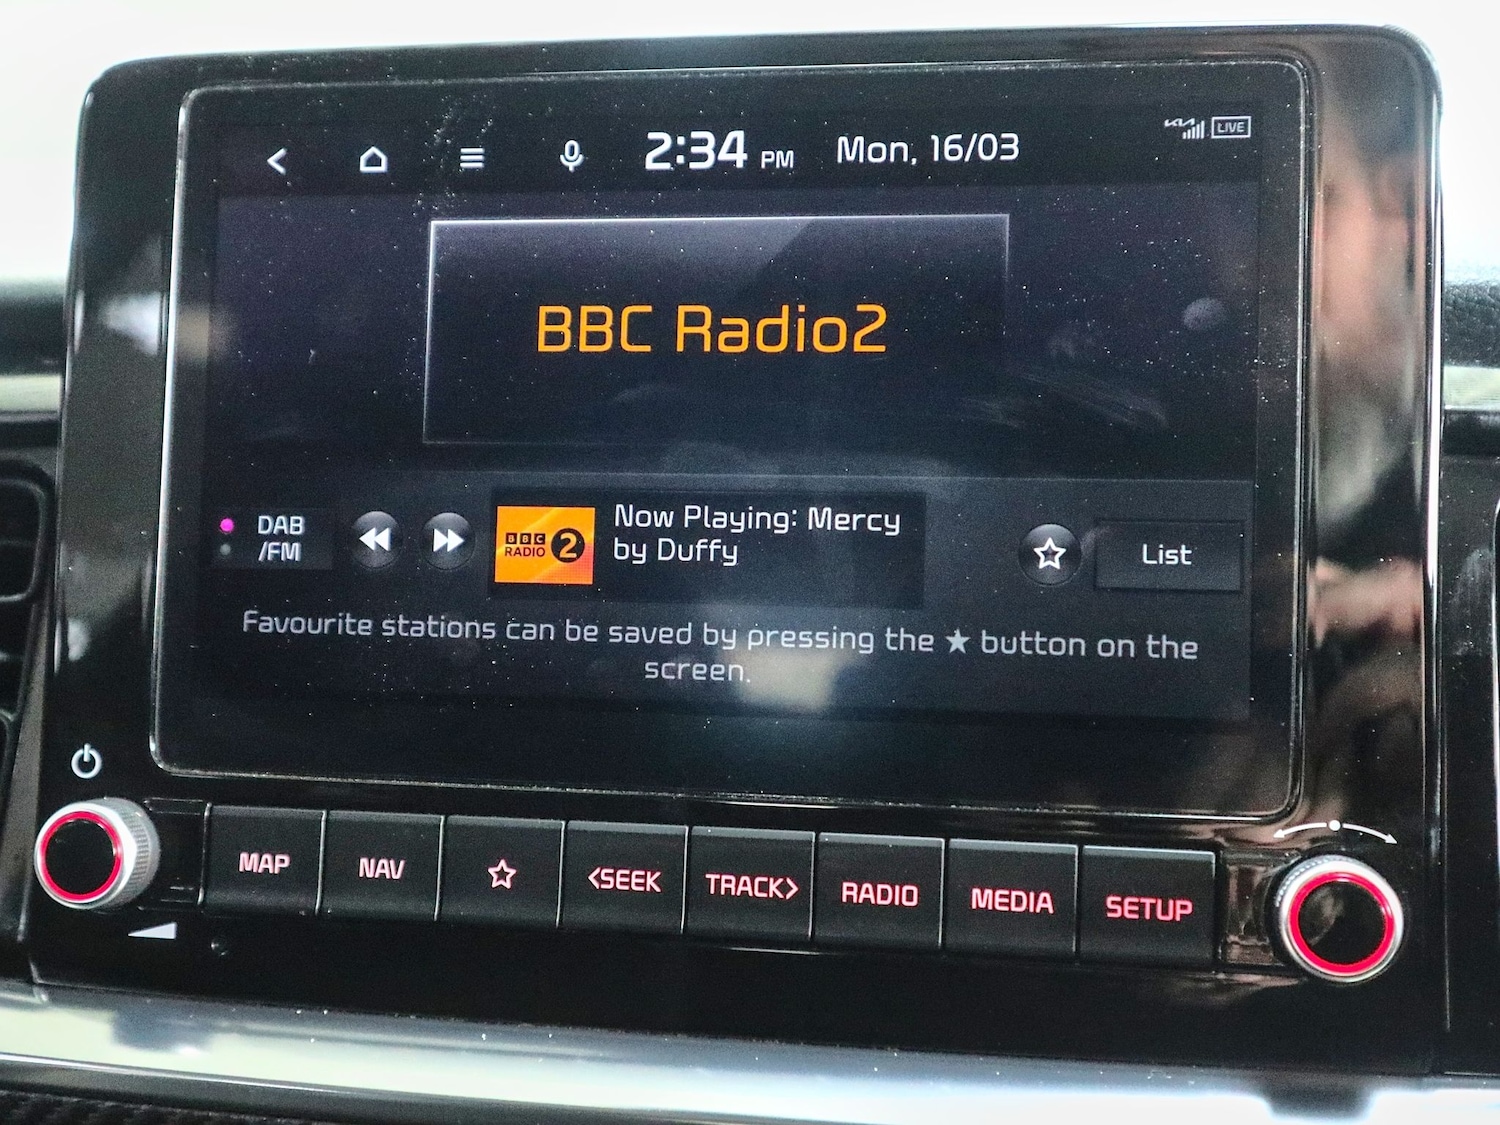 2:34 PM Mon, 16/03
KIA LIVE
BBC Radio2
DAB
/FM
BBC
RADIO 2
Now Playing: Mercy
by Duffy
List
Favourite stations can be saved by pressing the ★ button on the
screen.
MAP NAV <SEEK TRACK> RADIO MEDIA SETUP